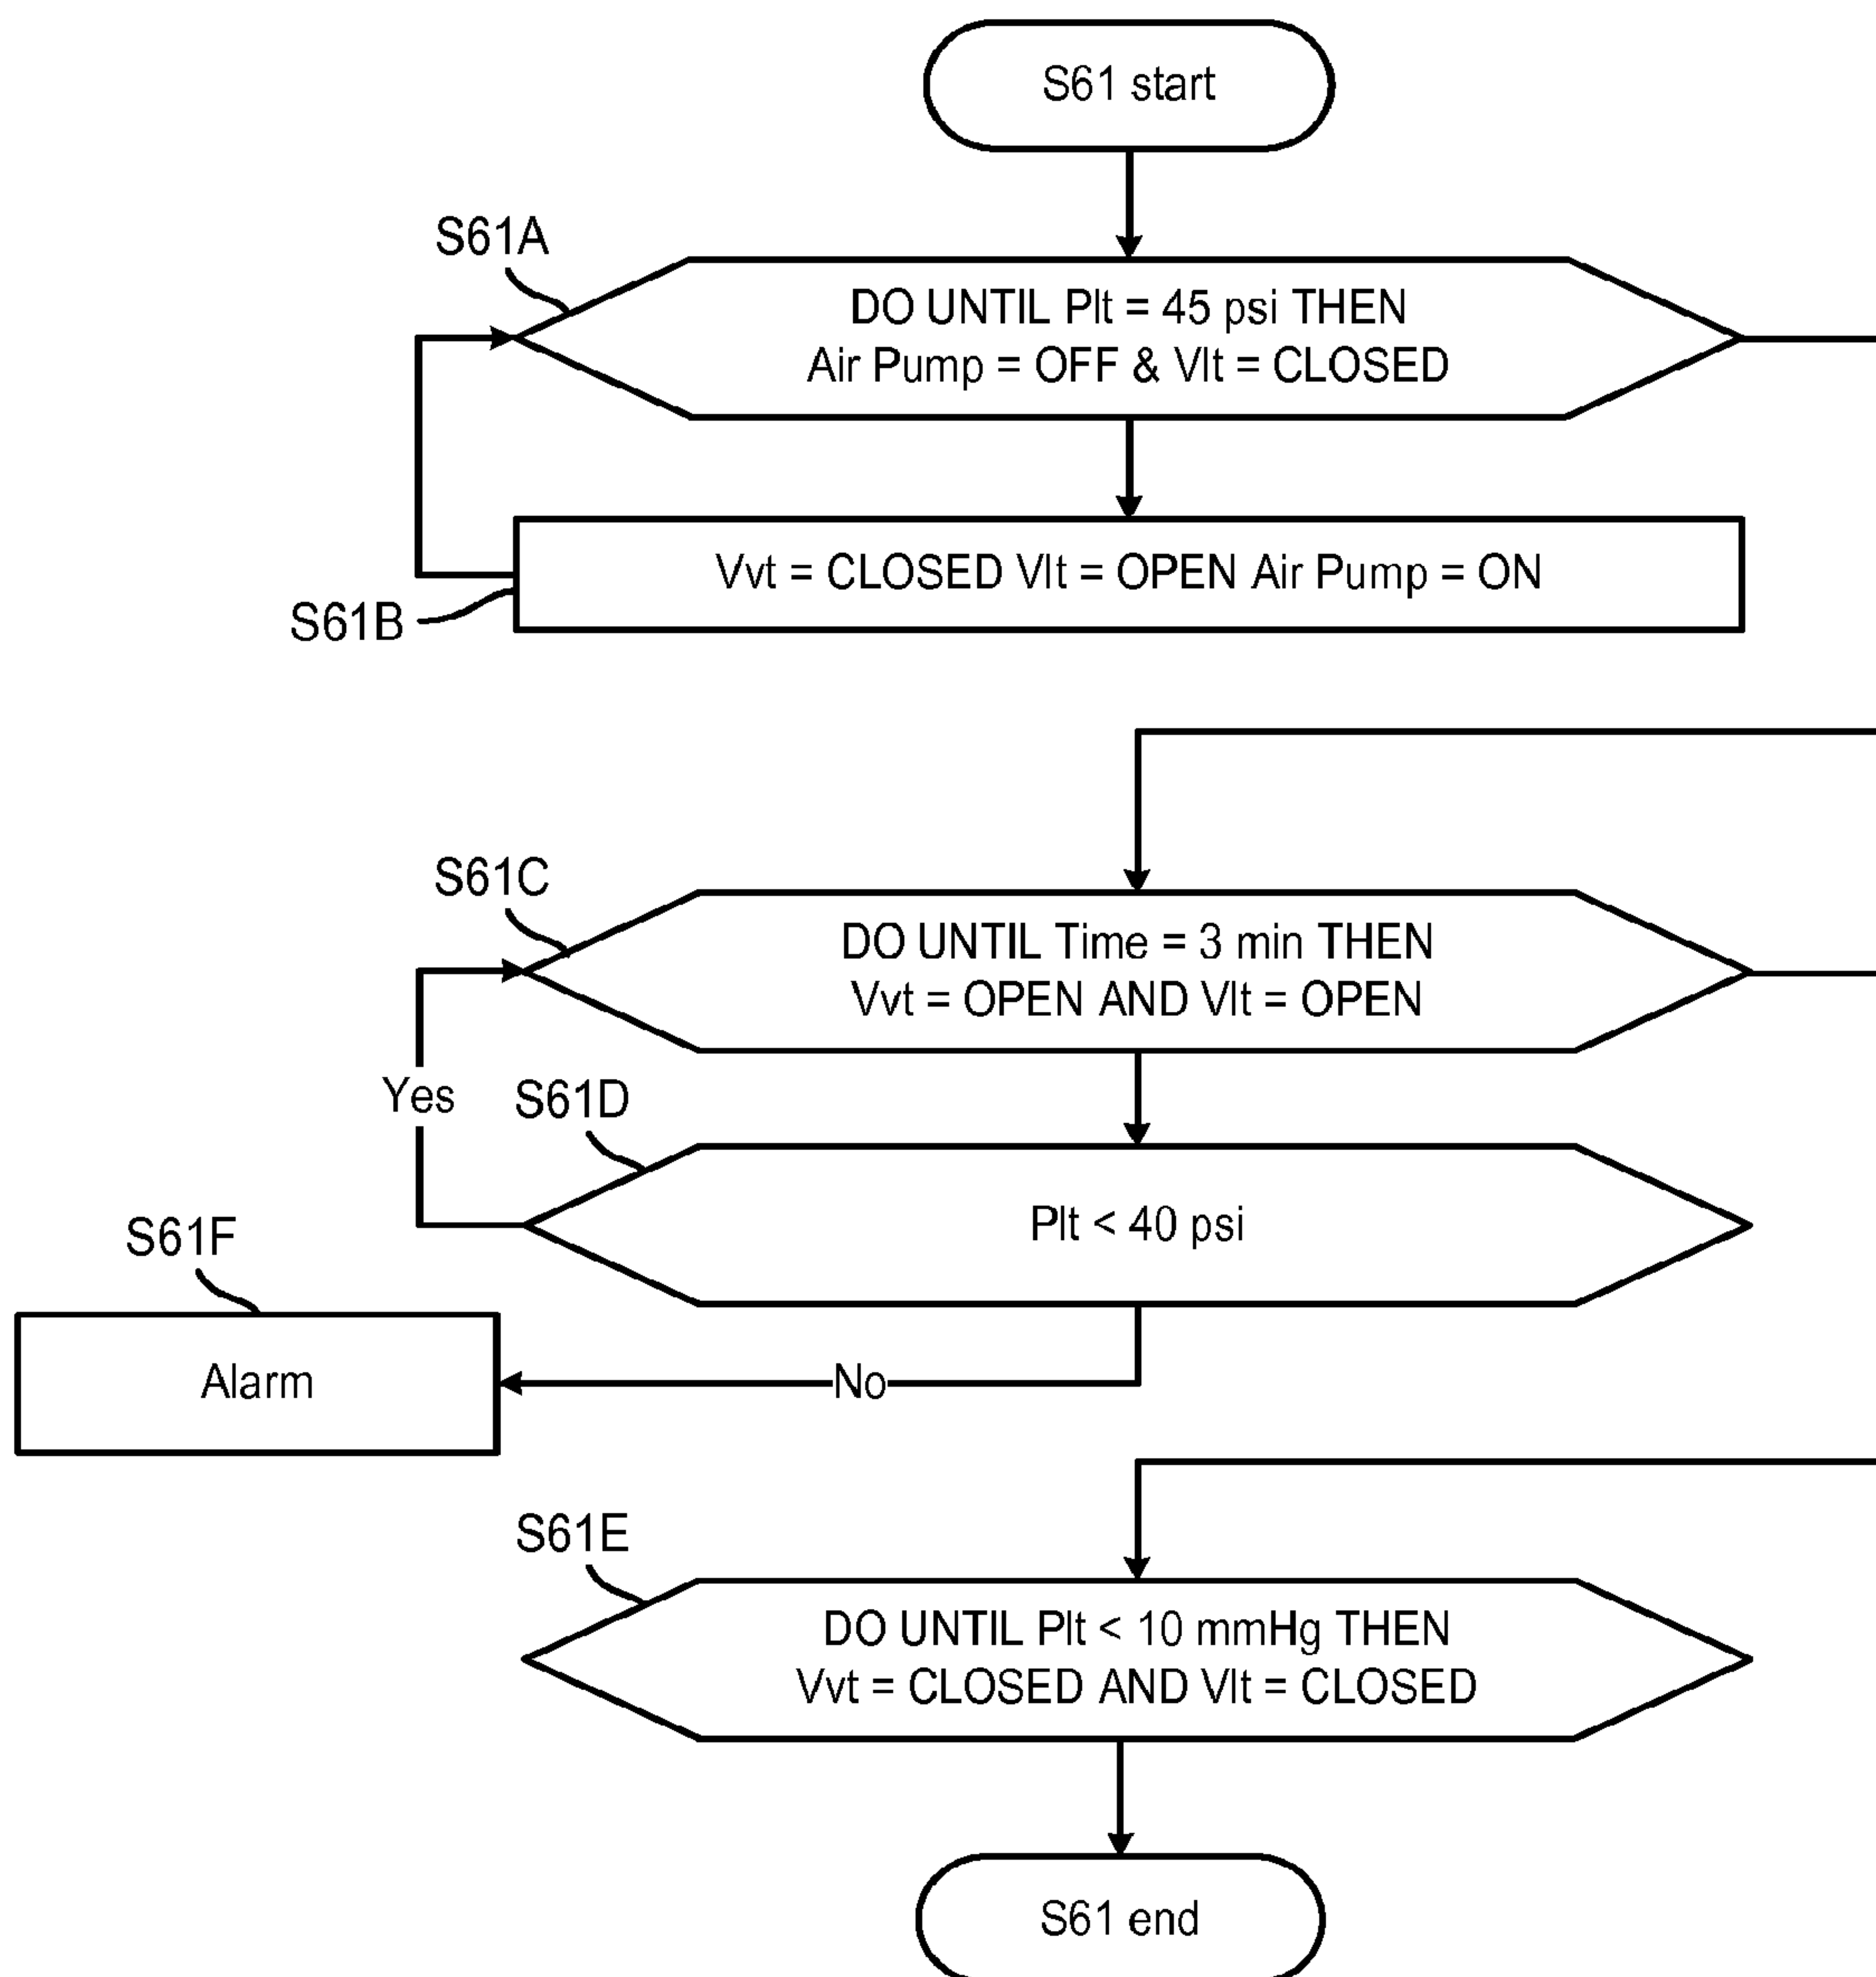 S61 start
S61A
DO UNTIL Plt = 45 psi THEN
Air Pump = OFF & Vlt = CLOSED
Vvt = CLOSED Vlt = OPEN Air Pump = ON
S61B
S61C
DO UNTIL Time = 3 min THEN
Vvt = OPEN AND Vlt = OPEN
Yes
S61D
Plt < 40 psi
S61F
Alarm
No
S61E
DO UNTIL Plt < 10 mmHg THEN
Vvt = CLOSED AND Vlt = CLOSED
S61 end